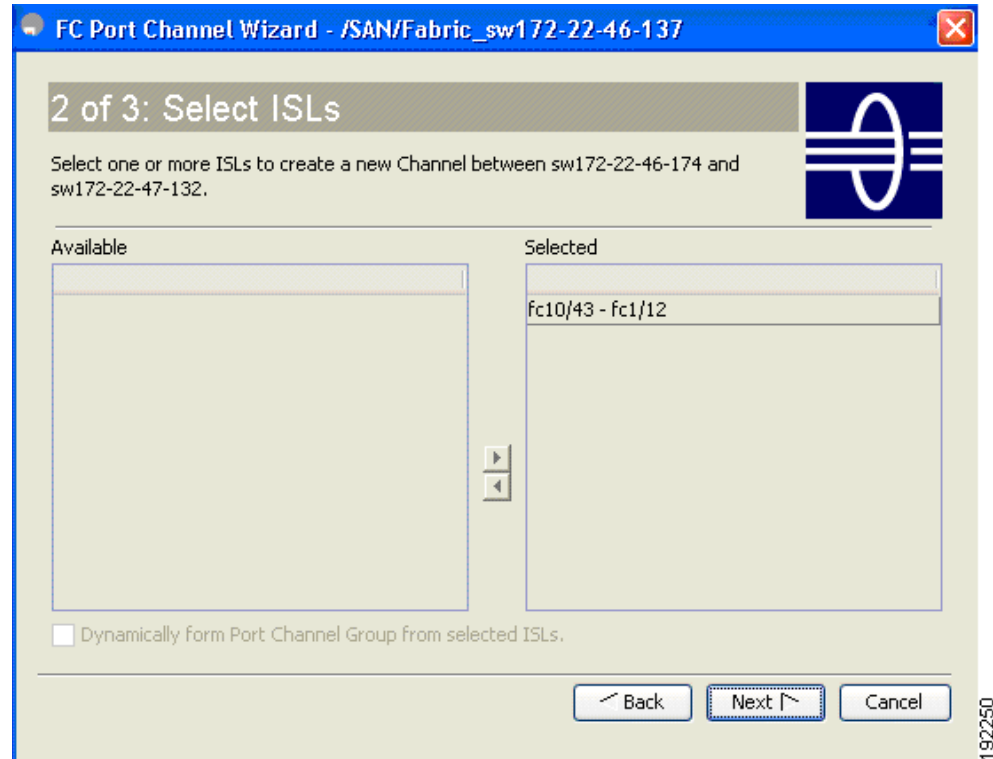 FC Port Channel Wizard - /SAN/Fabric_sw172-22-46-137
2 of 3: Select ISLs
Select one or more ISLs to create a new Channel between sw172-22-46-174 and
sw172-22-47-132.
Available
Selected
fc10/43 - fc1/12
Dynamically form Port Channel Group from selected ISLs.
Back
Next
Cancel
192250